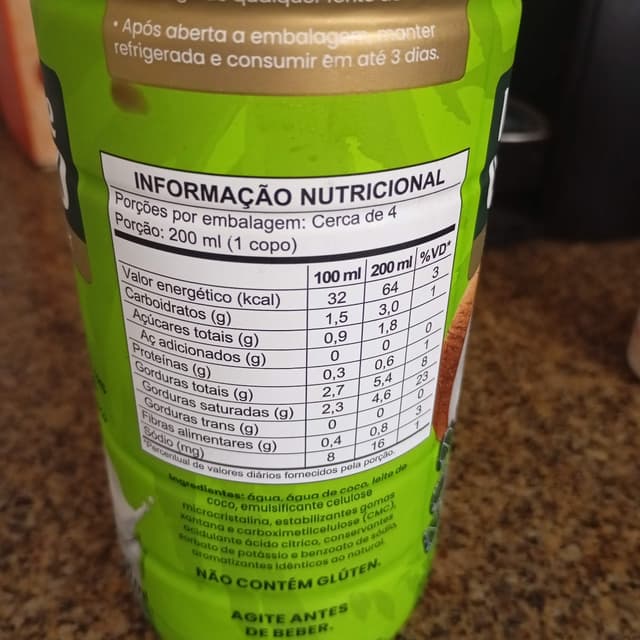 qualquer
• Após aberta a embalagem, manter
refrigerada e consumir em até 3 dias.
INFORMAÇÃO NUTRICIONAL
Porções por embalagem: Cerca de 4
Porção: 200 ml (1 copo)
100 ml 200 ml %VD*
Valor energético (kcal) 32 64 3
Carboidratos (g) 1,5 3,0 1
Açúcares totais (g) 0,9 1,8
Aç adicionados (g) 0 0 0
Proteínas (g) 0,3 0,6 1
Gorduras totais (g) 2,7 5,4 8
Gorduras saturadas (g) 2,3 4,6 23
Gorduras trans (g) 0 0 0
Fibras alimentares (g) 0,4 0,8 3
Sódio (mg) 8 16 1
*Percentual de valores diários fornecidos pela porção.
Ingredientes: água, água de coco, leite de
coco, emulsificante celulose
microcristalina, estabilizantes gomas
xantana e carboximetilcelulose (CMC),
acidulante ácido cítrico, conservantes
sorbato de potássio e benzoato de sódio,
aromatizantes idênticos ao natural.
NÃO CONTÉM GLÚTEN.
AGITE ANTES
DE BEBER.